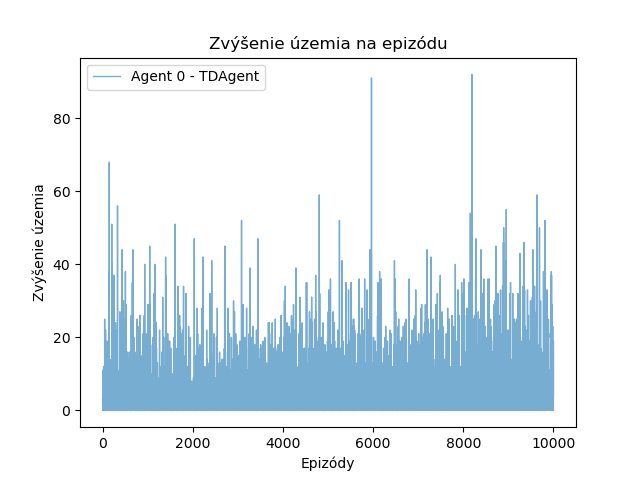 Zvýšenie územia na epizódu
Agent 0 - TDAgent
Zvýšenie územia
80
60
40
20
0
0 2000 4000 6000 8000 10000
Epizódy